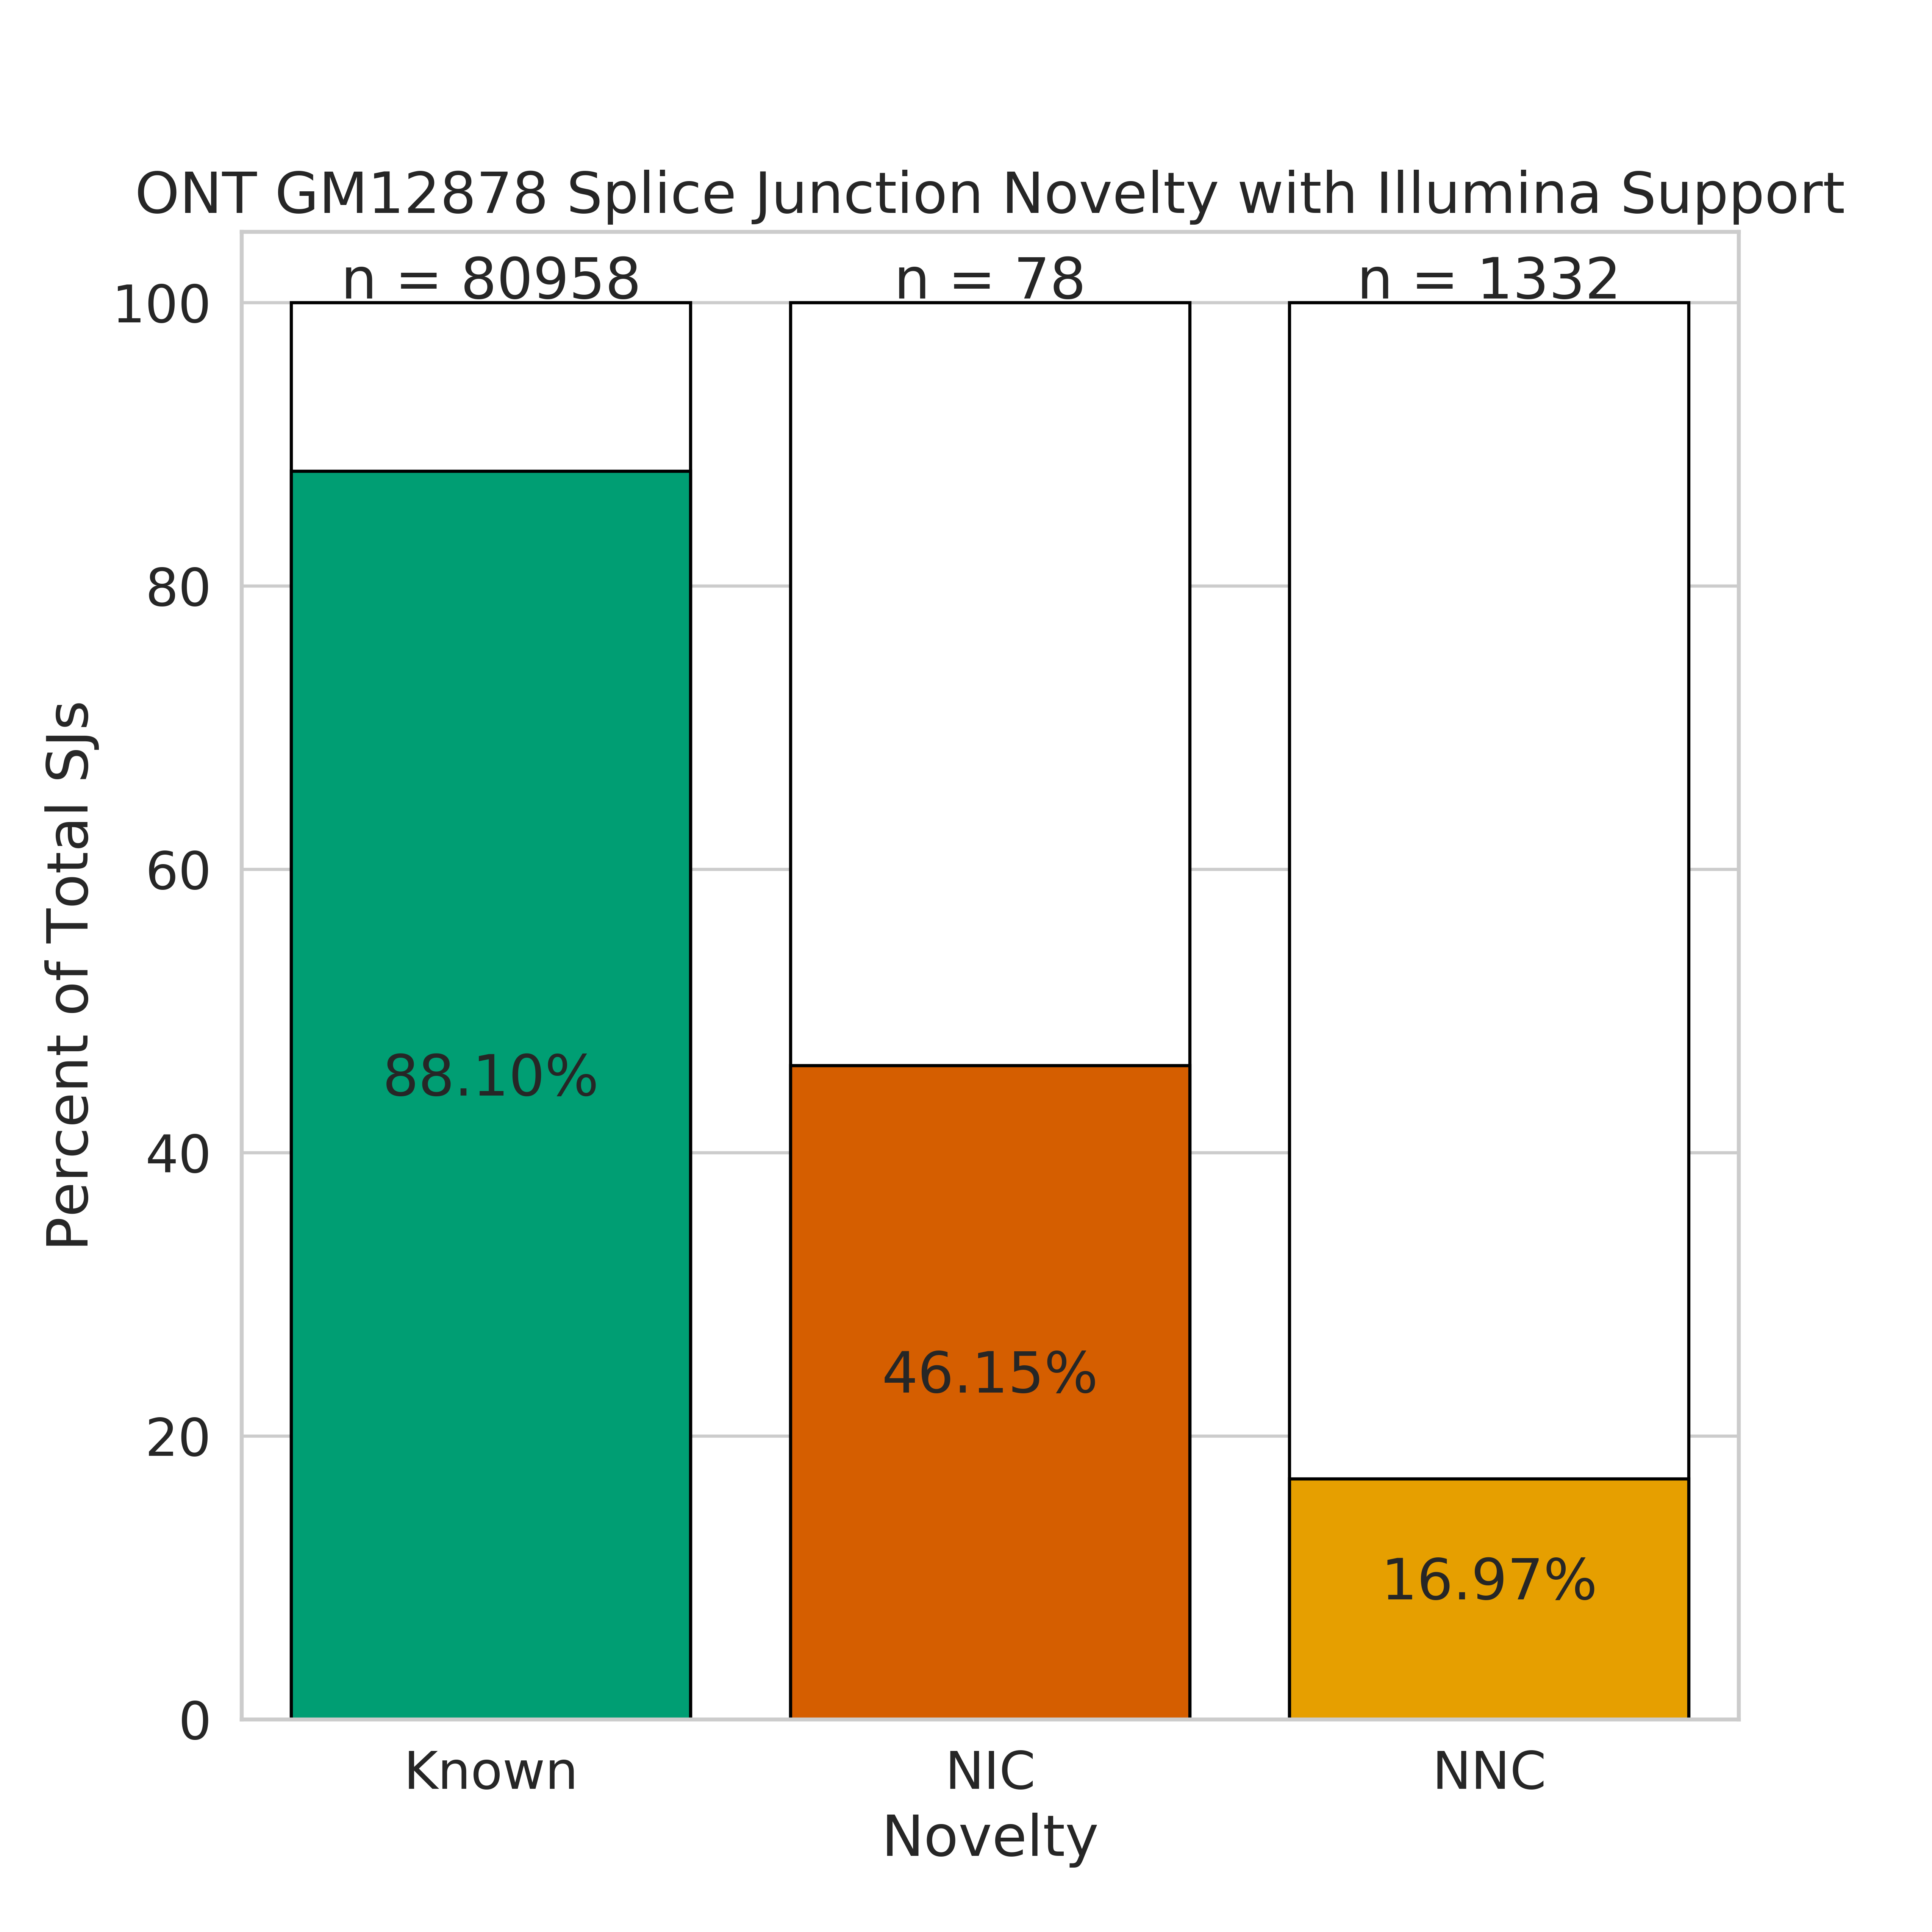 ONT GM12878 Splice Junction Novelty with Illumina Support
n = 80958
n = 78
n = 1332
100
80
60
40
20
0
Percent of Total SJs
88.10%
46.15%
16.97%
Known
NIC
NNC
Novelty